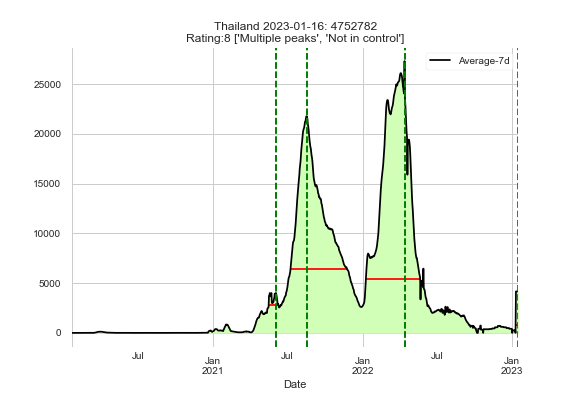 Thailand 2023-01-16: 4752782
Rating:8 ['Multiple peaks', 'Not in control']
Average-7d
25000
20000
15000
10000
5000
0
Jul
Jan
2021
Jul
Jan
2022
Jul
Jan
2023
Date